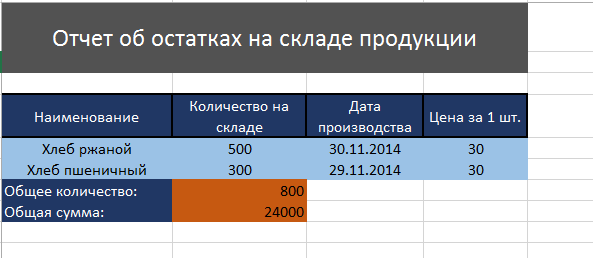 Отчет об остатках на складе продукции
Наименование Количество на складе Дата производства Цена за 1 шт.
Хлеб ржаной 500 30.11.2014 30
Хлеб пшеничный 300 29.11.2014 30
Общее количество: 800
Общая сумма: 24000